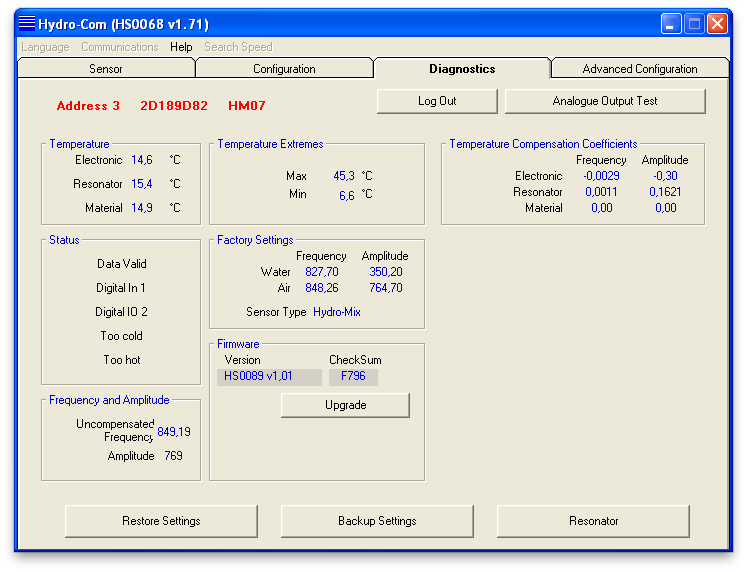 Hydro-Com (HS0068 v1.71)
Language Communications Help Search Speed
Sensor Configuration Diagnostics Advanced Configuration
Address 3 2D189D82 HM07
Log Out Analogue Output Test
Temperature
Electronic 14,6 °C
Resonator 15,4 °C
Material 14,9 °C
Temperature Extremes
Max 45,3 °C
Min 6,6 °C
Temperature Compensation Coefficients
Frequency Amplitude
Electronic -0,0029 -0,30
Resonator 0,0011 0,1621
Material 0,00 0,00
Status
Data Valid
Digital In 1
Digital IO 2
Too cold
Too hot
Factory Settings
Frequency Amplitude
Water 827,70 350,20
Air 848,26 764,70
Sensor Type Hydro-Mix
Firmware
Version CheckSum
HS0089 v1,01 F796
Upgrade
Frequency and Amplitude
Uncompensated
Frequency 849,19
Amplitude 769
Restore Settings Backup Settings Resonator